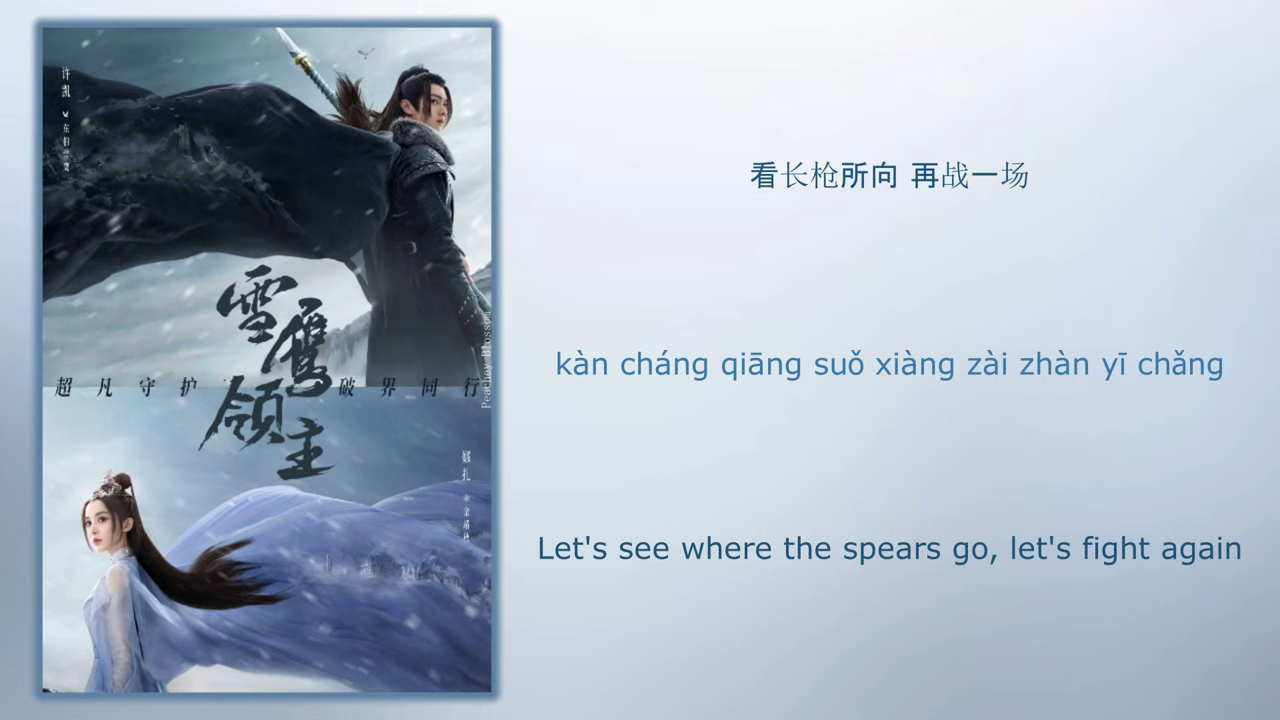 许凯
东伯雪鹰
雪鹰领主
超凡守护 破界同行
Peachey Blossom
娜扎
余靖秋
看长枪所向 再战一场
kàn cháng qiāng suǒ xiàng zài zhàn yī chǎng
Let's see where the spears go, let's fight again